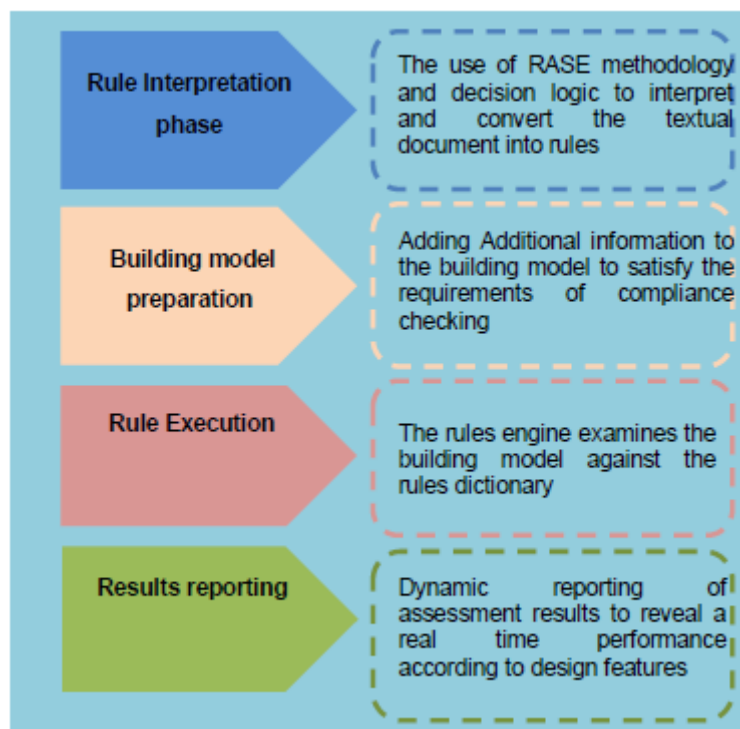 Rule Interpretation
phase
The use of RASE methodology
and decision logic to interpret
and convert the textual
document into rules
Building model
preparation
Adding Additional information to
the building model to satisfy the
requirements of compliance
checking
Rule Execution
The rules engine examines the
building model against the
rules dictionary
Results reporting
Dynamic reporting of
assessment results to reveal a
real time performance
according to design features